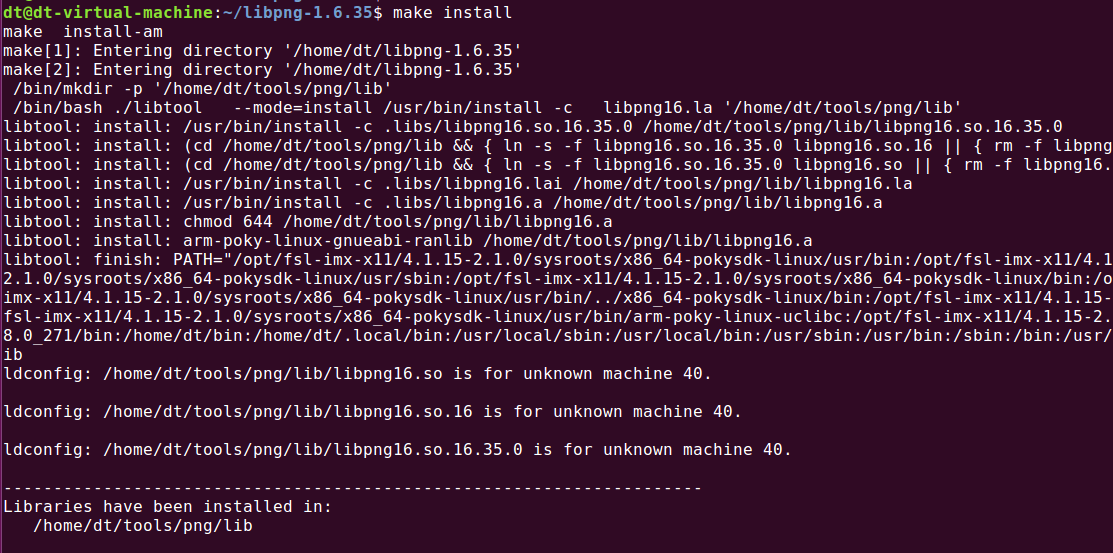 dt@dt-virtual-machine:~/libpng-1.6.35$ make install
make  install-am
make[1]: Entering directory '/home/dt/libpng-1.6.35'
make[2]: Entering directory '/home/dt/libpng-1.6.35'
 /bin/mkdir -p '/home/dt/tools/png/lib'
 /bin/bash ./libtool   --mode=install /usr/bin/install -c   libpng16.la '/home/dt/tools/png/lib'
libtool: install: /usr/bin/install -c .libs/libpng16.so.16.35.0 /home/dt/tools/png/lib/libpng16.so.16.35.0
libtool: install: (cd /home/dt/tools/png/lib && { ln -s -f libpng16.so.16.35.0 libpng16.so.16 || { rm -f libpng
libtool: install: (cd /home/dt/tools/png/lib && { ln -s -f libpng16.so.16.35.0 libpng16.so || { rm -f libpng16.
libtool: install: /usr/bin/install -c .libs/libpng16.lai /home/dt/tools/png/lib/libpng16.la
libtool: install: /usr/bin/install -c .libs/libpng16.a /home/dt/tools/png/lib/libpng16.a
libtool: install: chmod 644 /home/dt/tools/png/lib/libpng16.a
libtool: install: arm-poky-linux-gnueabi-ranlib /home/dt/tools/png/lib/libpng16.a
libtool: finish: PATH="/opt/fsl-imx-x11/4.1.15-2.1.0/sysroots/x86_64-pokysdk-linux/usr/bin:/opt/fsl-imx-x11/4.1
2.1.0/sysroots/x86_64-pokysdk-linux/usr/sbin:/opt/fsl-imx-x11/4.1.15-2.1.0/sysroots/x86_64-pokysdk-linux/bin:/o
imx-x11/4.1.15-2.1.0/sysroots/x86_64-pokysdk-linux/usr/bin/../x86_64-pokysdk-linux/bin:/opt/fsl-imx-x11/4.1.15-
fsl-imx-x11/4.1.15-2.1.0/sysroots/x86_64-pokysdk-linux/usr/bin/arm-poky-linux-uclibc:/opt/fsl-imx-x11/4.1.15-2.
8.0_271/bin:/home/dt/bin:/home/dt/.local/bin:/usr/local/sbin:/usr/local/bin:/usr/sbin:/usr/bin:/sbin:/bin:/usr/
ib
ldconfig: /home/dt/tools/png/lib/libpng16.so is for unknown machine 40.
ldconfig: /home/dt/tools/png/lib/libpng16.so.16 is for unknown machine 40.
ldconfig: /home/dt/tools/png/lib/libpng16.so.16.35.0 is for unknown machine 40.
----------------------------------------------------------------------
Libraries have been installed in:
   /home/dt/tools/png/lib